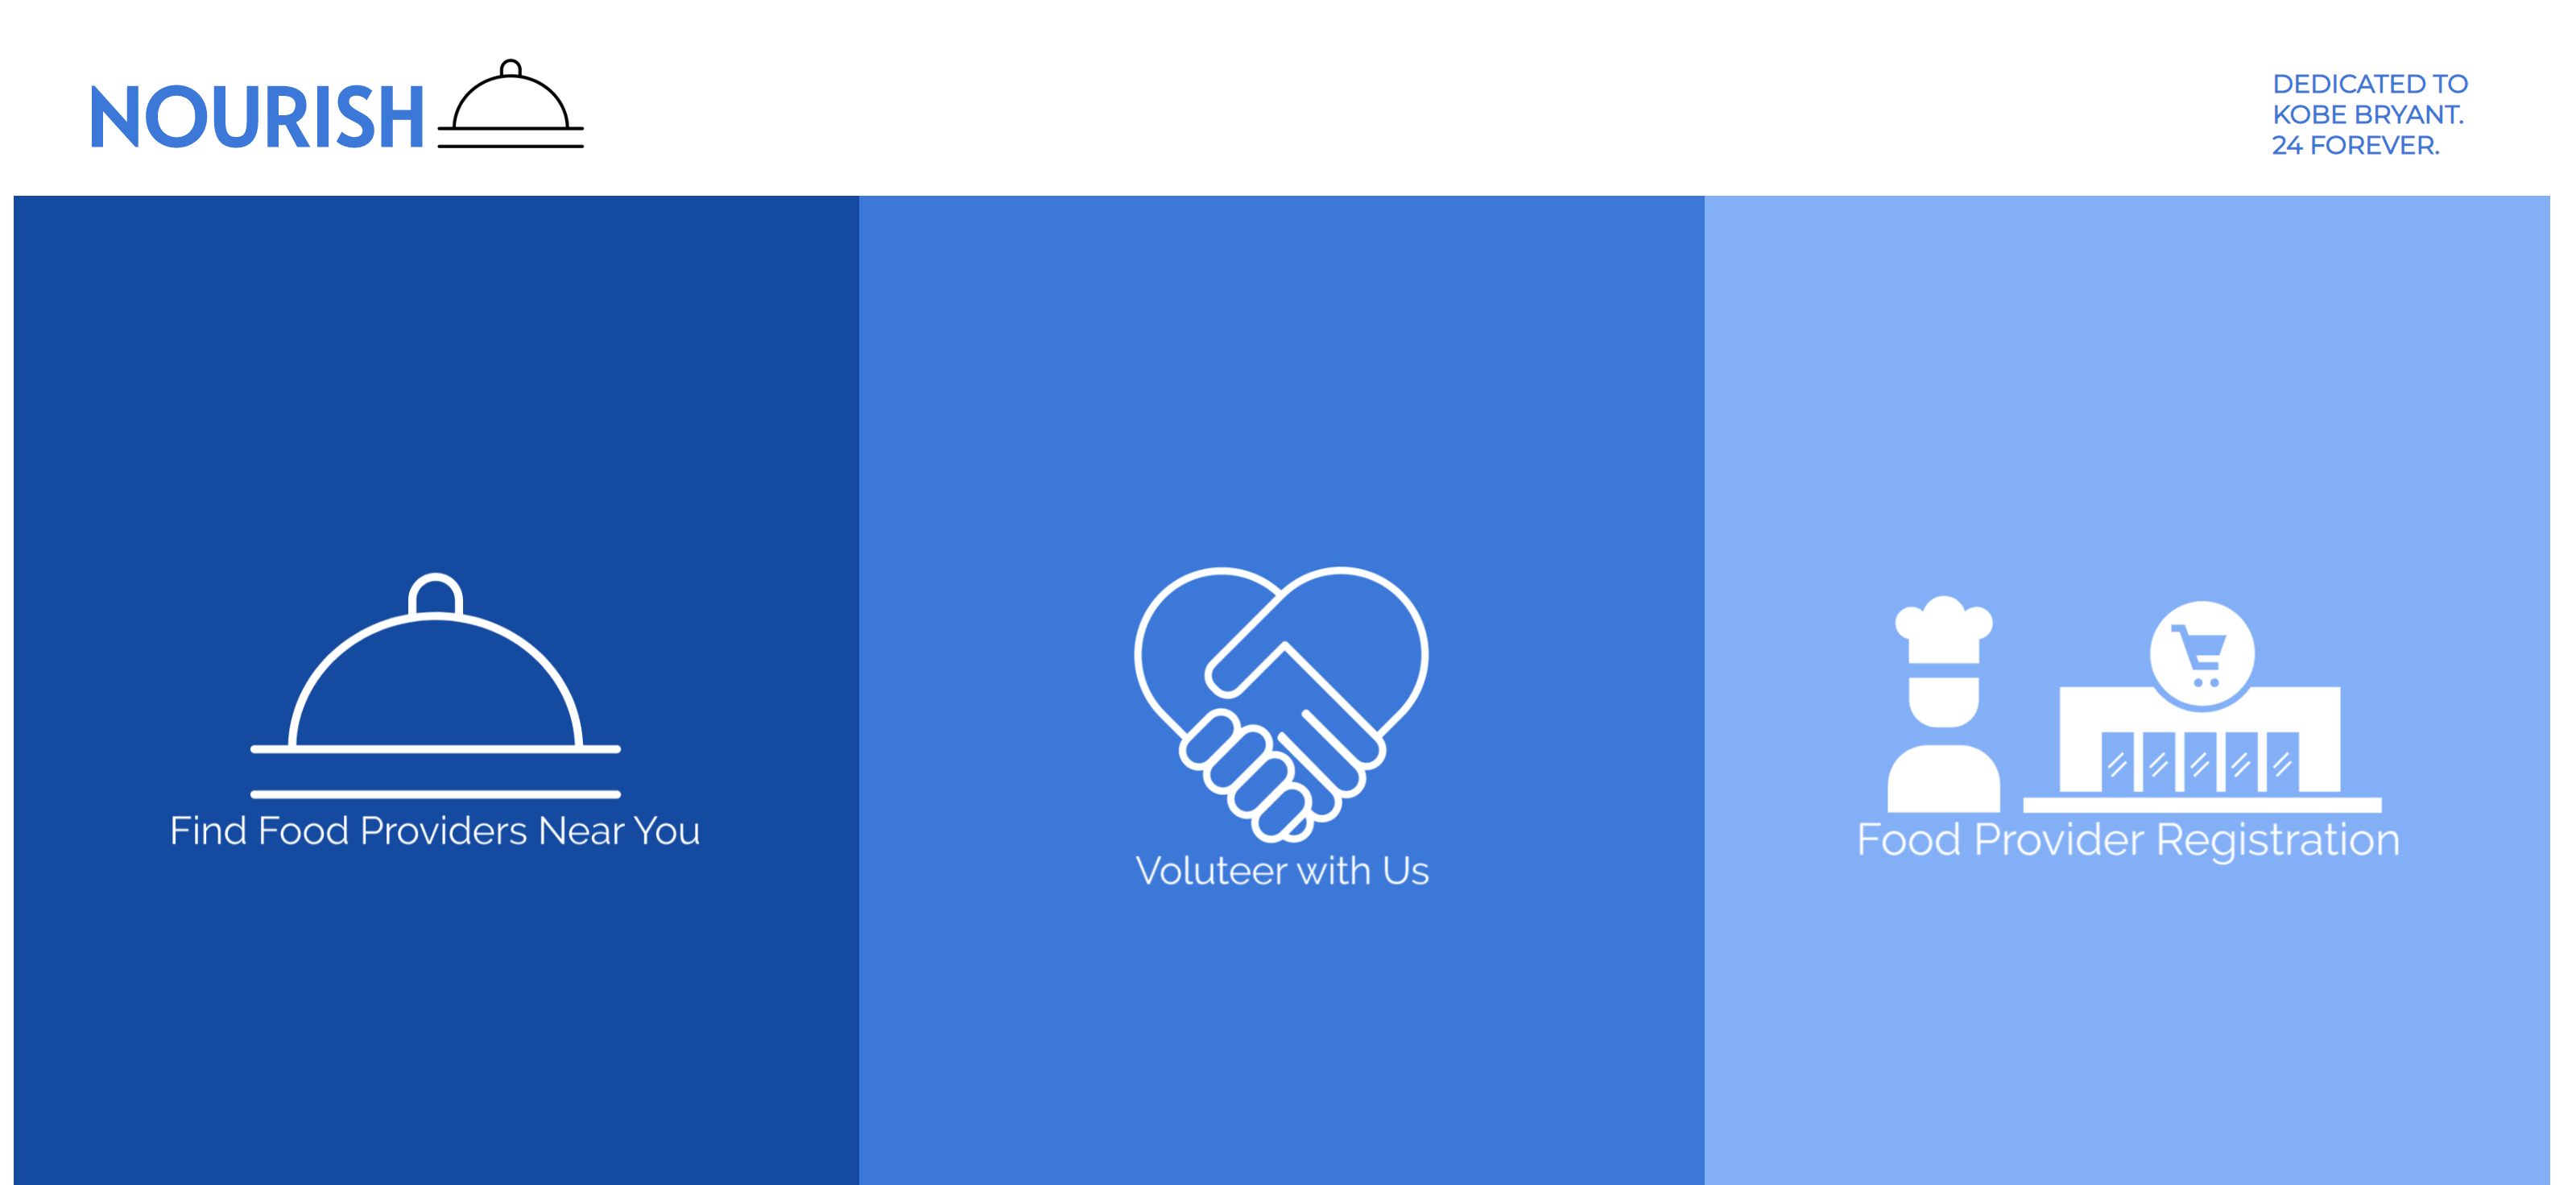 NOURISH
DEDICATED TO
KOBE BRYANT.
24 FOREVER.
Find Food Providers Near You
Voluteer with Us
Food Provider Registration